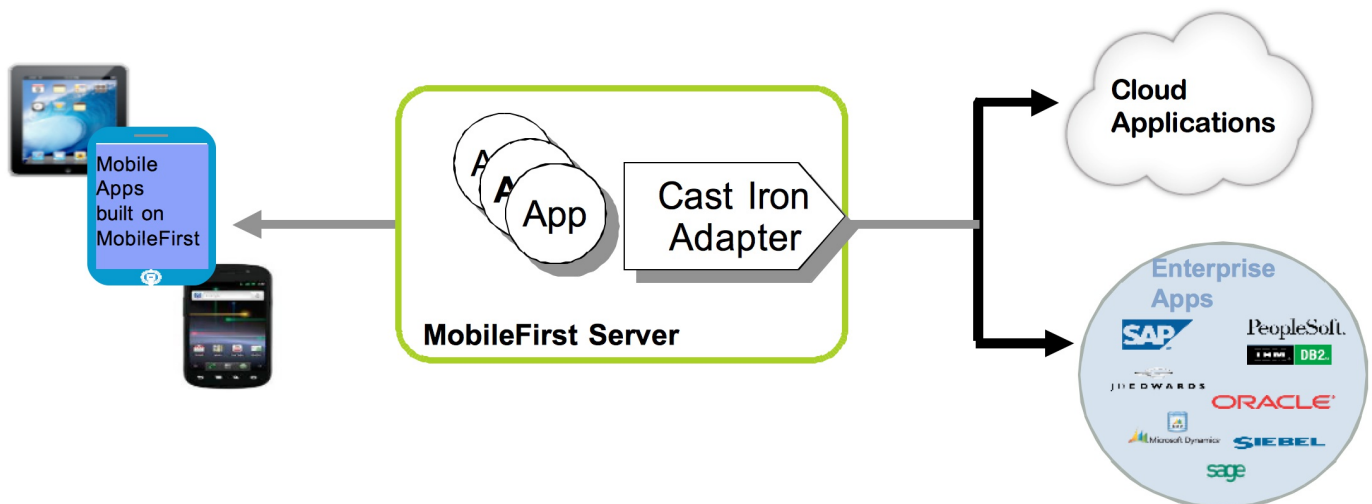 Mobile
Apps
built on
MobileFirst
A
A
App
Cast Iron
Adapter
MobileFirst Server
Cloud
Applications
Enterprise
Apps
SAP
PeopleSoft.
IBM DB2.
JDEDWARDS
ORACLE
Microsoft Dynamics
SIEBEL
sage